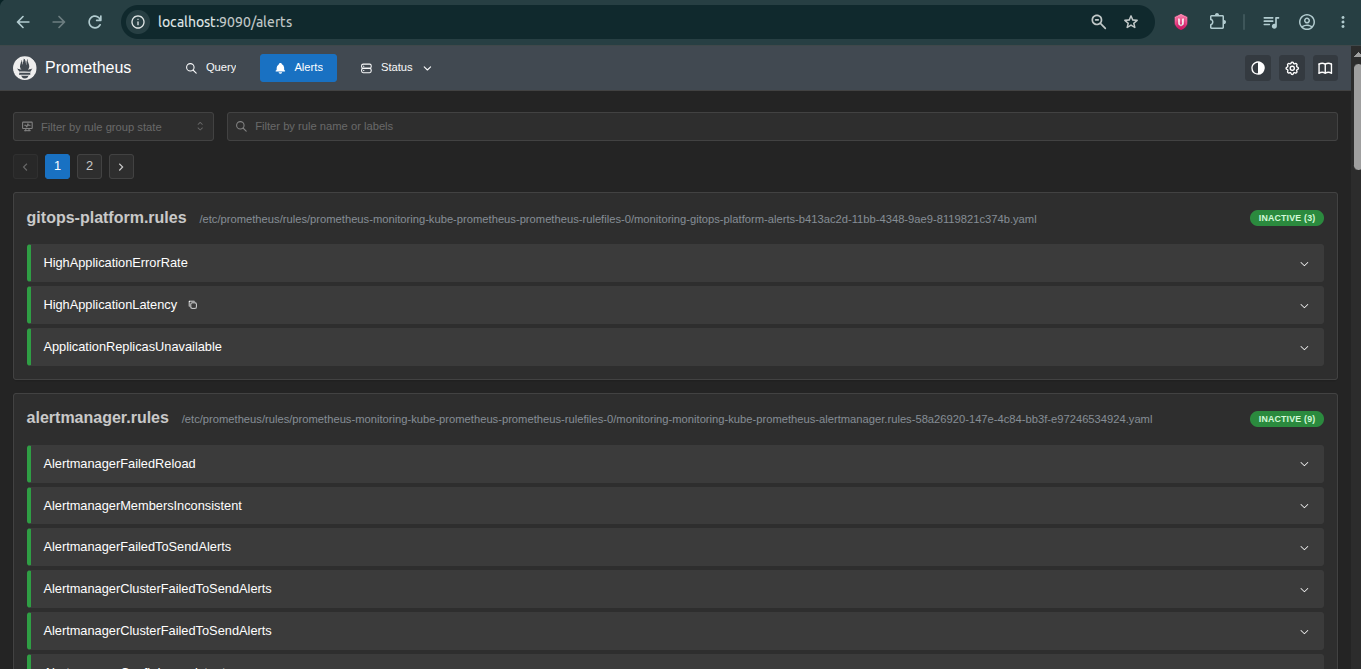 localhost:9090/alerts
Prometheus Query Alerts Status
Filter by rule group state Filter by rule name or labels
1 2
gitops-platform.rules /etc/prometheus/rules/prometheus-monitoring-kube-prometheus-prometheus-rulefiles-0/monitoring-gitops-platform-alerts-b413ac2d-11bb-4348-9ae9-8119821c374b.yaml INACTIVE (3)
HighApplicationErrorRate
HighApplicationLatency
ApplicationReplicasUnavailable
alertmanager.rules /etc/prometheus/rules/prometheus-monitoring-kube-prometheus-prometheus-rulefiles-0/monitoring-monitoring-kube-prometheus-alertmanager.rules-58a26920-147e-4c84-bb3f-e97246534924.yaml INACTIVE (9)
AlertmanagerFailedReload
AlertmanagerMembersInconsistent
AlertmanagerFailedToSendAlerts
AlertmanagerClusterFailedToSendAlerts
AlertmanagerClusterFailedToSendAlerts